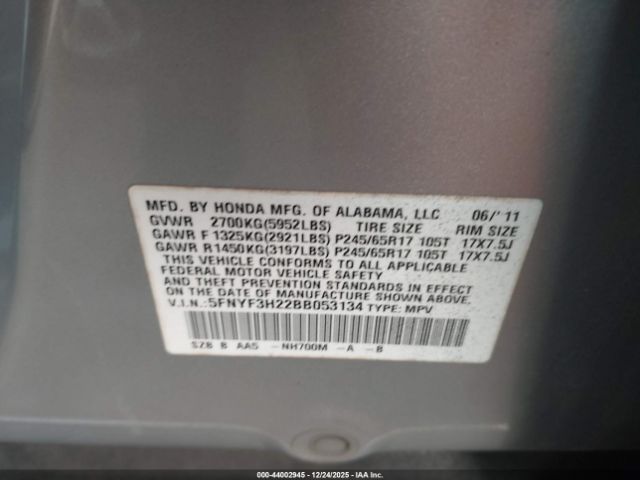 MFD. BY HONDA MFG. OF ALABAMA, LLC 06/'11
GVWR 2700KG(5952LBS) TIRE SIZE RIM SIZE
GAWR F 1325KG(2921LBS) P245/65R17 105T 17X7.5J
GAWR R1450KG(3197LBS) P245/65R17 105T 17X7.5J
THIS VEHICLE CONFORMS TO ALL APPLICABLE
FEDERAL MOTOR VEHICLE SAFETY
AND THEFT PREVENTION STANDARDS IN EFFECT
ON THE DATE OF MANUFACTURE SHOWN ABOVE.
V.I.N.:5FNYF3H22BB053134 TYPE: MPV
SZB B AA5 -NH700M -A -B
000-44002945 - 12/24/2025 - IAA Inc.